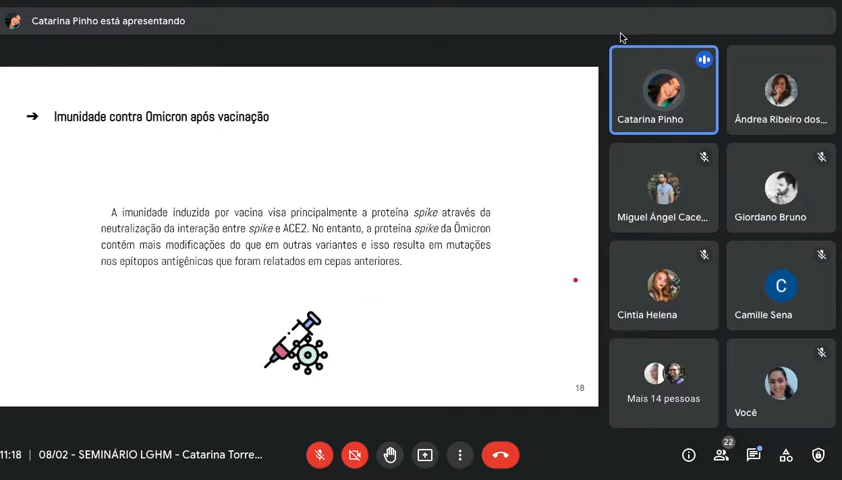 Catarina Pinho está apresentando
➔ Imunidade contra Omicron após vacinação
A imunidade induzida por vacina visa principalmente a proteína spike através da
neutralização da interação entre spike e ACE2. No entanto, a proteína spike da Ômicron
contém mais modificações do que em outras variantes e isso resulta em mutações
nos epítopos antigênicos que foram relatados em cepas anteriores.
18
Catarina Pinho
Ândrea Ribeiro dos...
Miguel Ángel Cace...
Giordano Bruno
Cintia Helena
C
Camille Sena
Mais 14 pessoas
Você
11:18 | 08/02 - SEMINÁRIO LGHM - Catarina Torre...
22